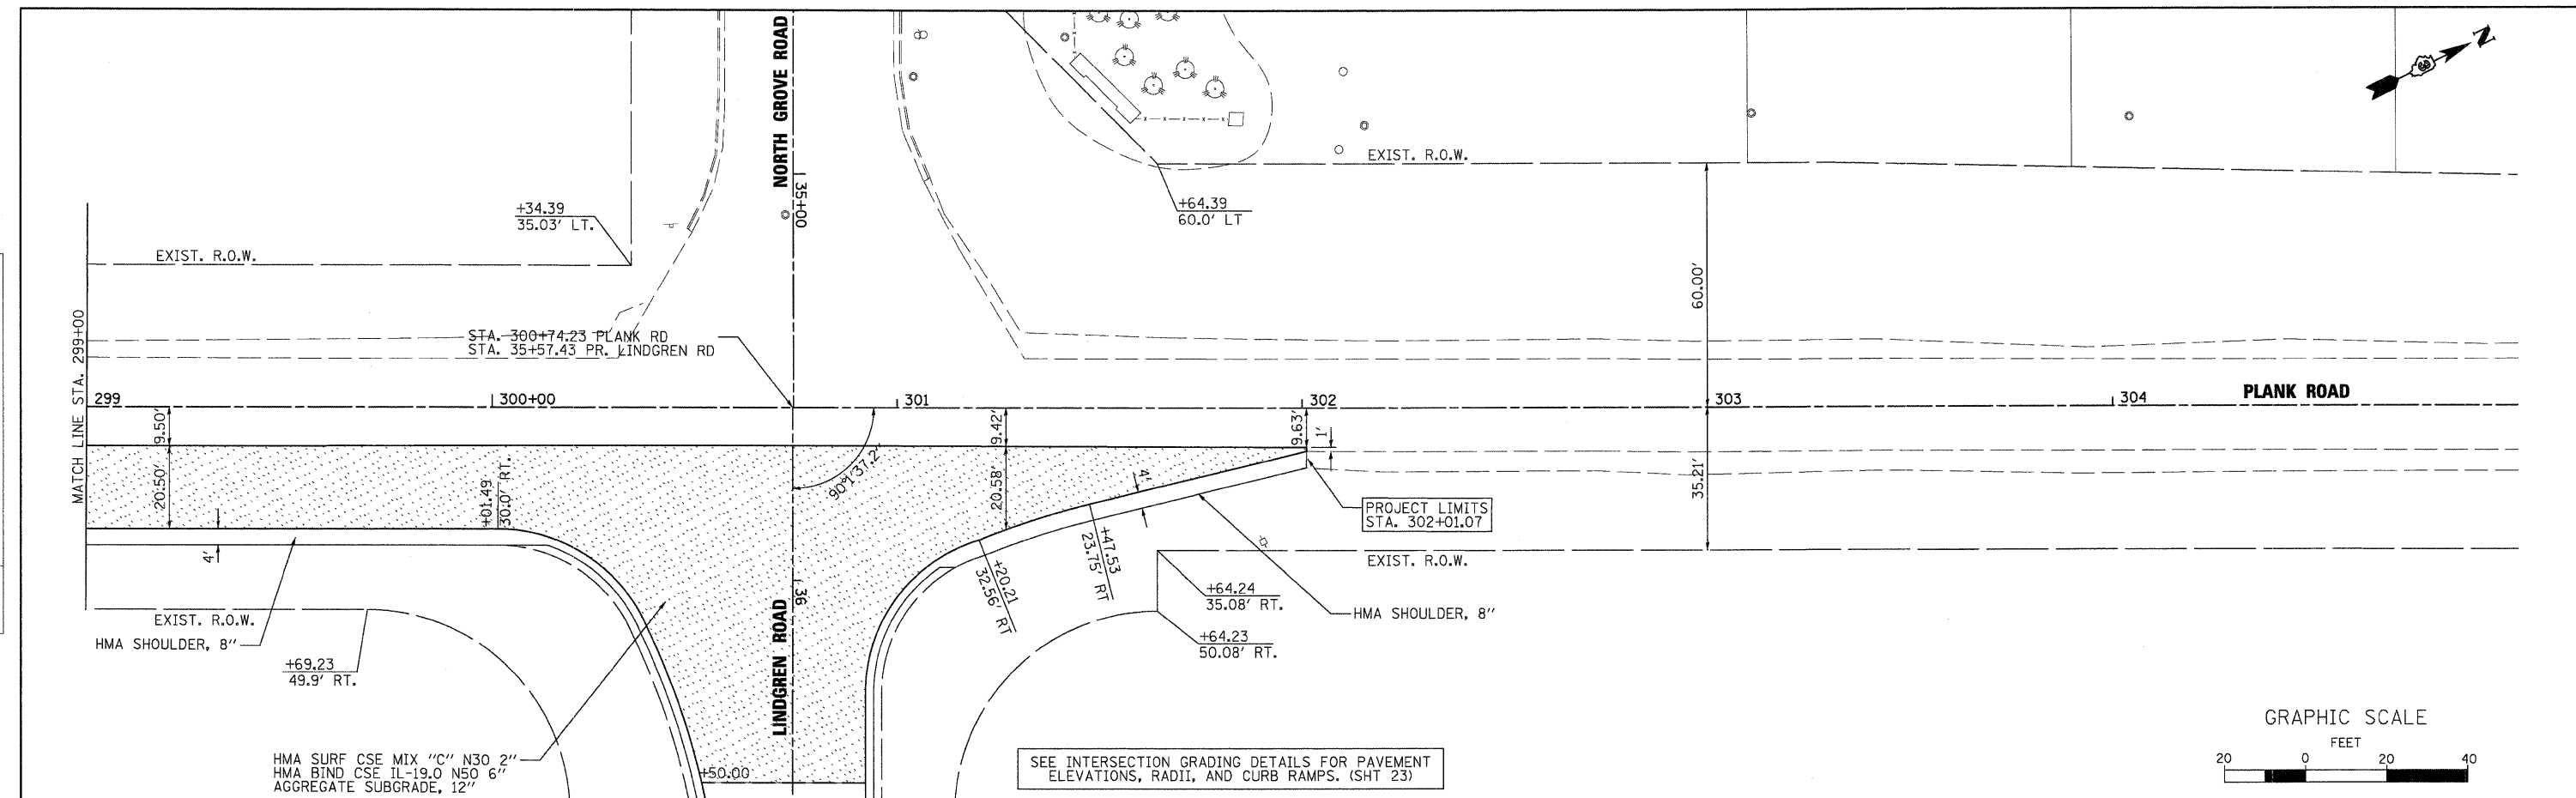 NORTH GROVE ROAD
N
EXIST. R.O.W.
35+00
+34.39
35.03' LT.
+64.39
60.0' LT
EXIST. R.O.W.
60.00'
MATCH LINE STA. 299+00
STA. 300+74.23 PLANK RD
STA. 35+57.43 PR. LINDGREN RD
299
300+00
301
302
303
304
PLANK ROAD
9.50'
9.42'
9.63'
1'
20.50'
+01.49
30.0' RT.
90°1'37.2"
20.58'
4'
35.21'
4'
+20.21
32.56' RT
+47.53
23.75' RT
PROJECT LIMITS
STA. 302+01.07
EXIST. R.O.W.
36
LINDGREN ROAD
+64.24
35.08' RT.
HMA SHOULDER, 8"
EXIST. R.O.W.
HMA SHOULDER, 8"
+64.23
50.08' RT.
+69.23
49.9' RT.
HMA SURF CSE MIX "C" N30 2"
HMA BIND CSE IL-19.0 N50 6"
AGGREGATE SUBGRADE, 12"
+50.00
SEE INTERSECTION GRADING DETAILS FOR PAVEMENT
ELEVATIONS, RADII, AND CURB RAMPS. (SHT 23)
GRAPHIC SCALE
FEET
20 0 20 40